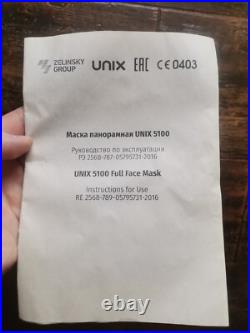 ZELINSKY
GROUP
UNIX EAC CE 0403
Маска панорамная UNIX 5100
Руководство по эксплуатации
РЭ 2568-787-05795731-2016
UNIX 5100 Full Face Mask
Instructions for Use
RE 2568-789-05795731-2016